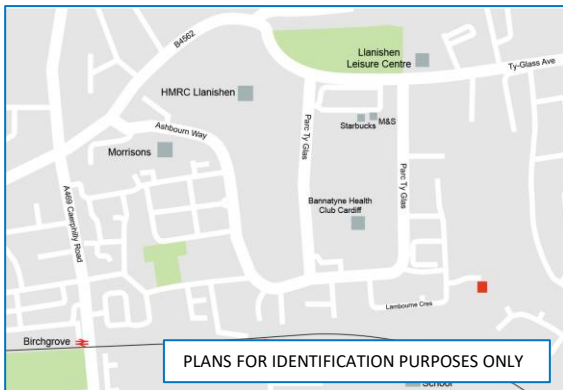 B4562
Llanishen
Leisure Centre
Ty-Glass Ave
HMRC Llanishen
Starbucks
M&S
Ashbourn Way
Parc Ty Glas
Parc Ty Glas
Morrisons
A469 Caerphilly Road
Bannatyne Health
Club Cardiff
Lambourne Cres
Birchgrove
PLANS FOR IDENTIFICATION PURPOSES ONLY
School